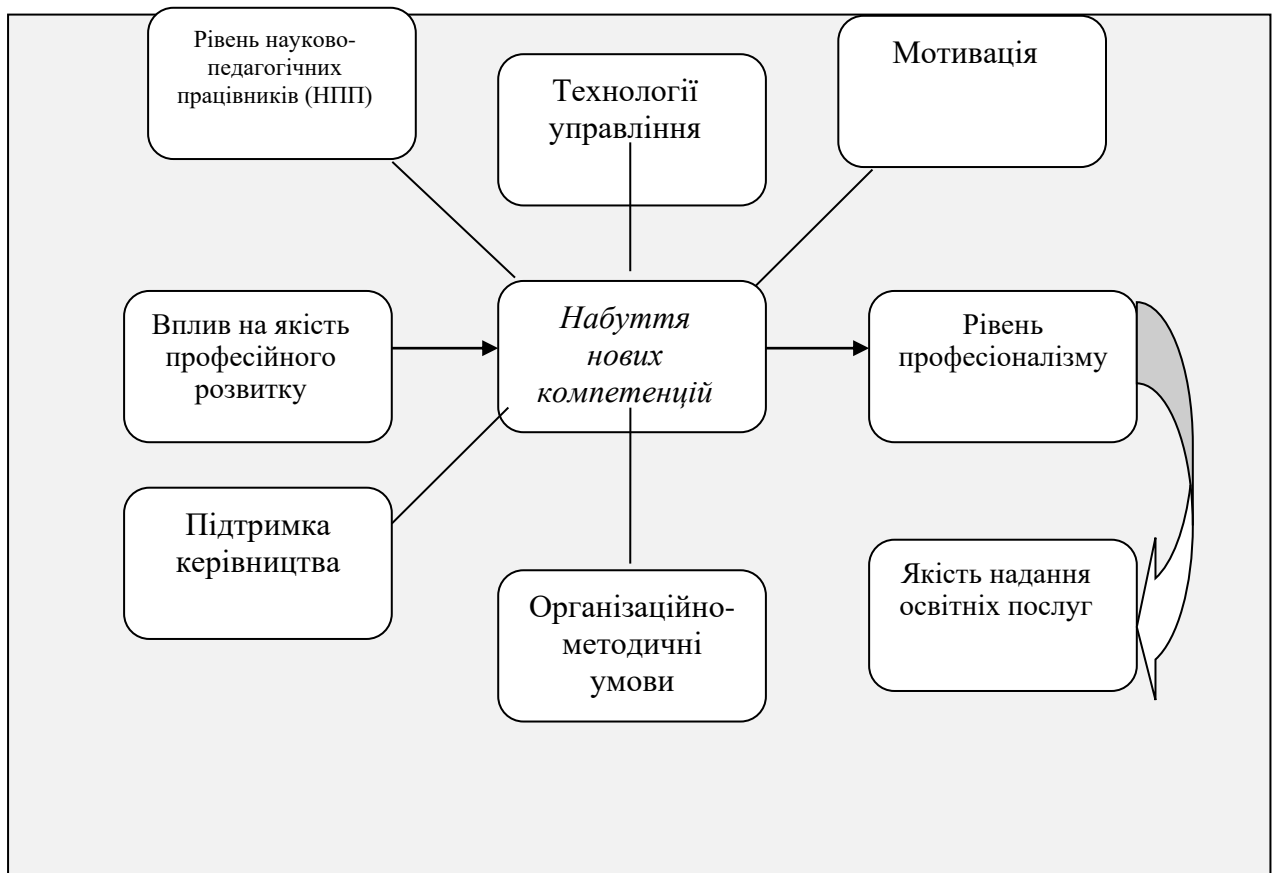 Рівень науково-
педагогічних
працівників (НПП)
Технології
управління
Мотивація
Вплив на якість
професійного
розвитку
Набуття
нових
компетенцій
Рівень
професіоналізму
Підтримка
керівництва
Організаційно-
методичні
умови
Якість надання
освітніх послуг